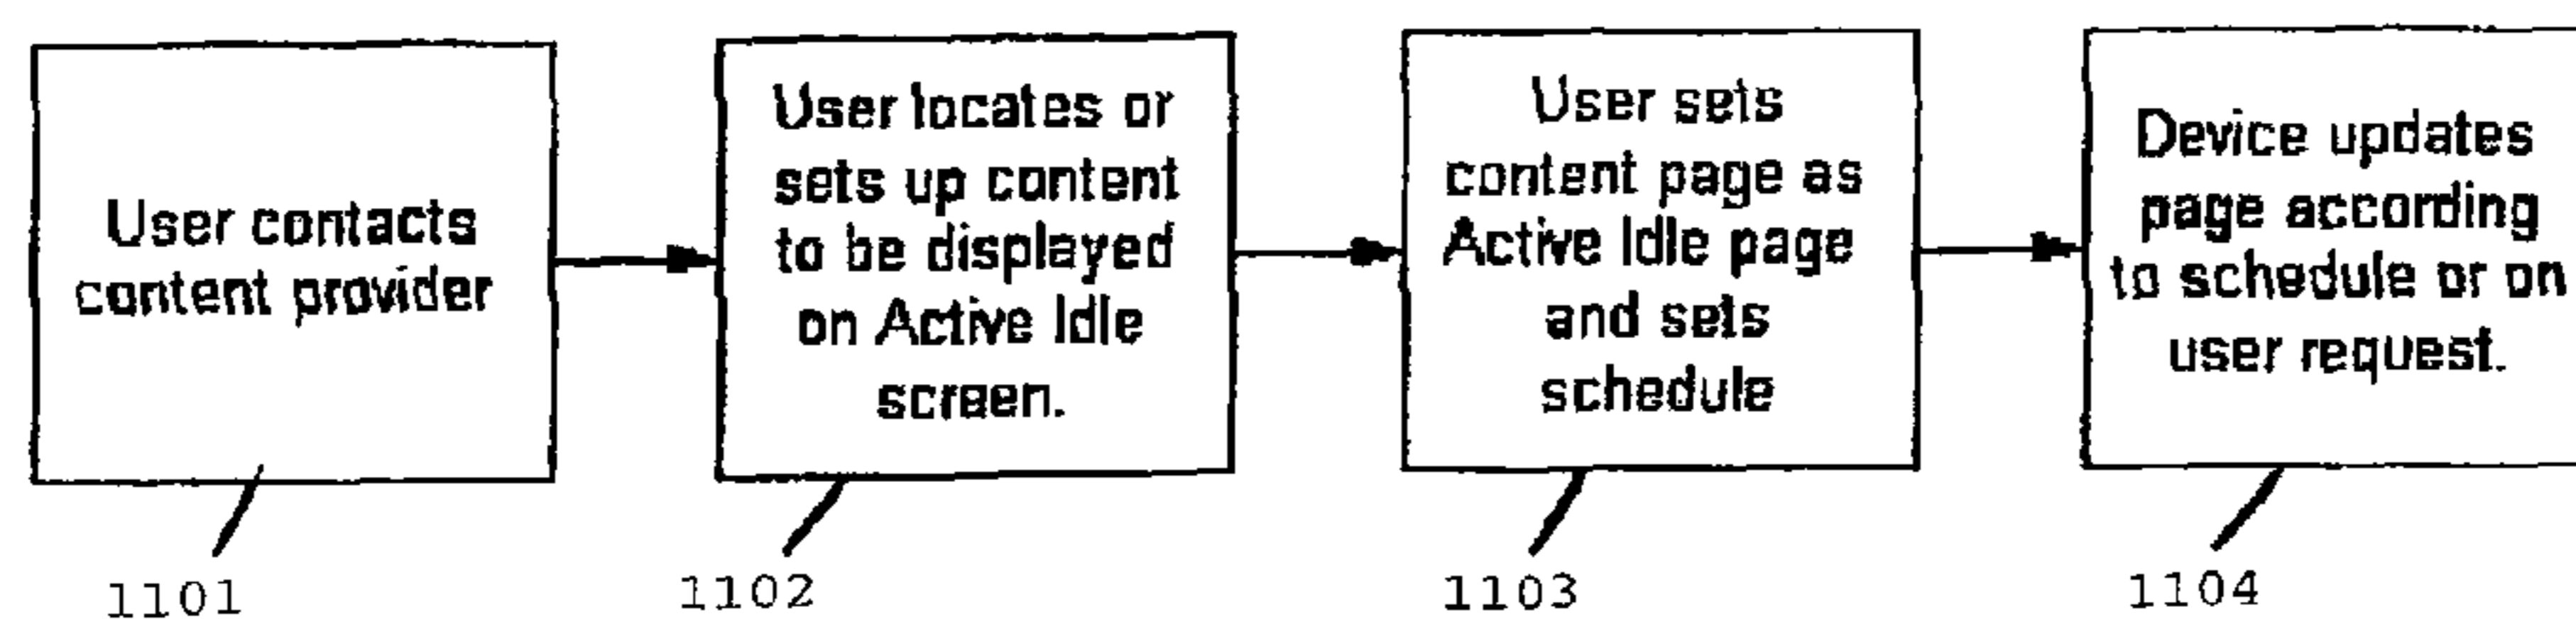 User contacts
content provider
User locates or
sets up content
to be displayed
on Active Idle
screen.
User sets
content page as
Active Idle page
and sets
schedule
Device updates
page according
to schedule or on
user request.
1101
1102
1103
1104